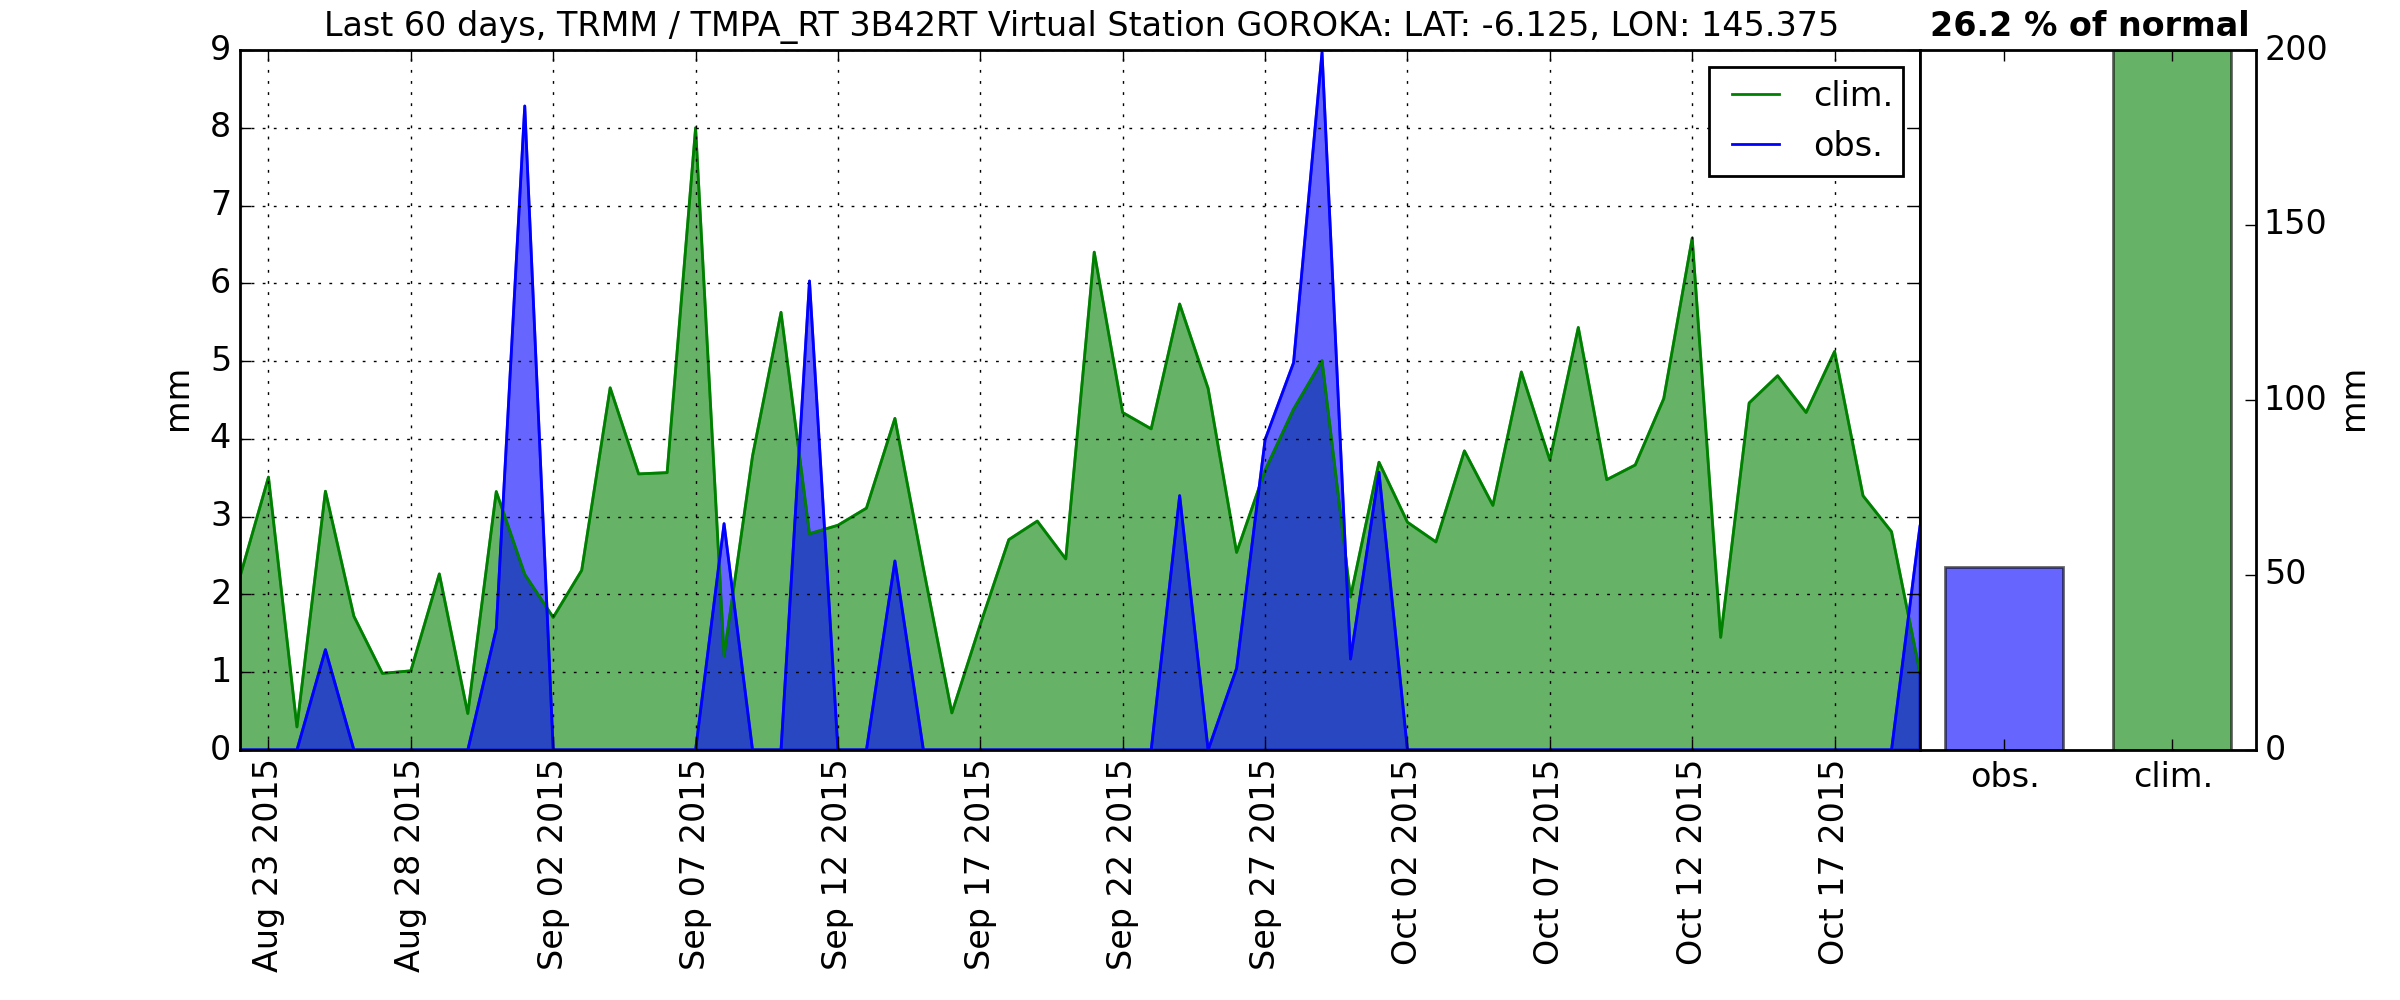 Last 60 days, TRMM / TMPA_RT 3B42RT Virtual Station GOROKA: LAT: -6.125, LON: 145.375
26.2 % of normal
9
8
7
6
5
4
3
2
1
0
mm
clim.
obs.
200
150
100
50
0
mm
obs.
clim.
Aug 23 2015
Aug 28 2015
Sep 02 2015
Sep 07 2015
Sep 12 2015
Sep 17 2015
Sep 22 2015
Sep 27 2015
Oct 02 2015
Oct 07 2015
Oct 12 2015
Oct 17 2015